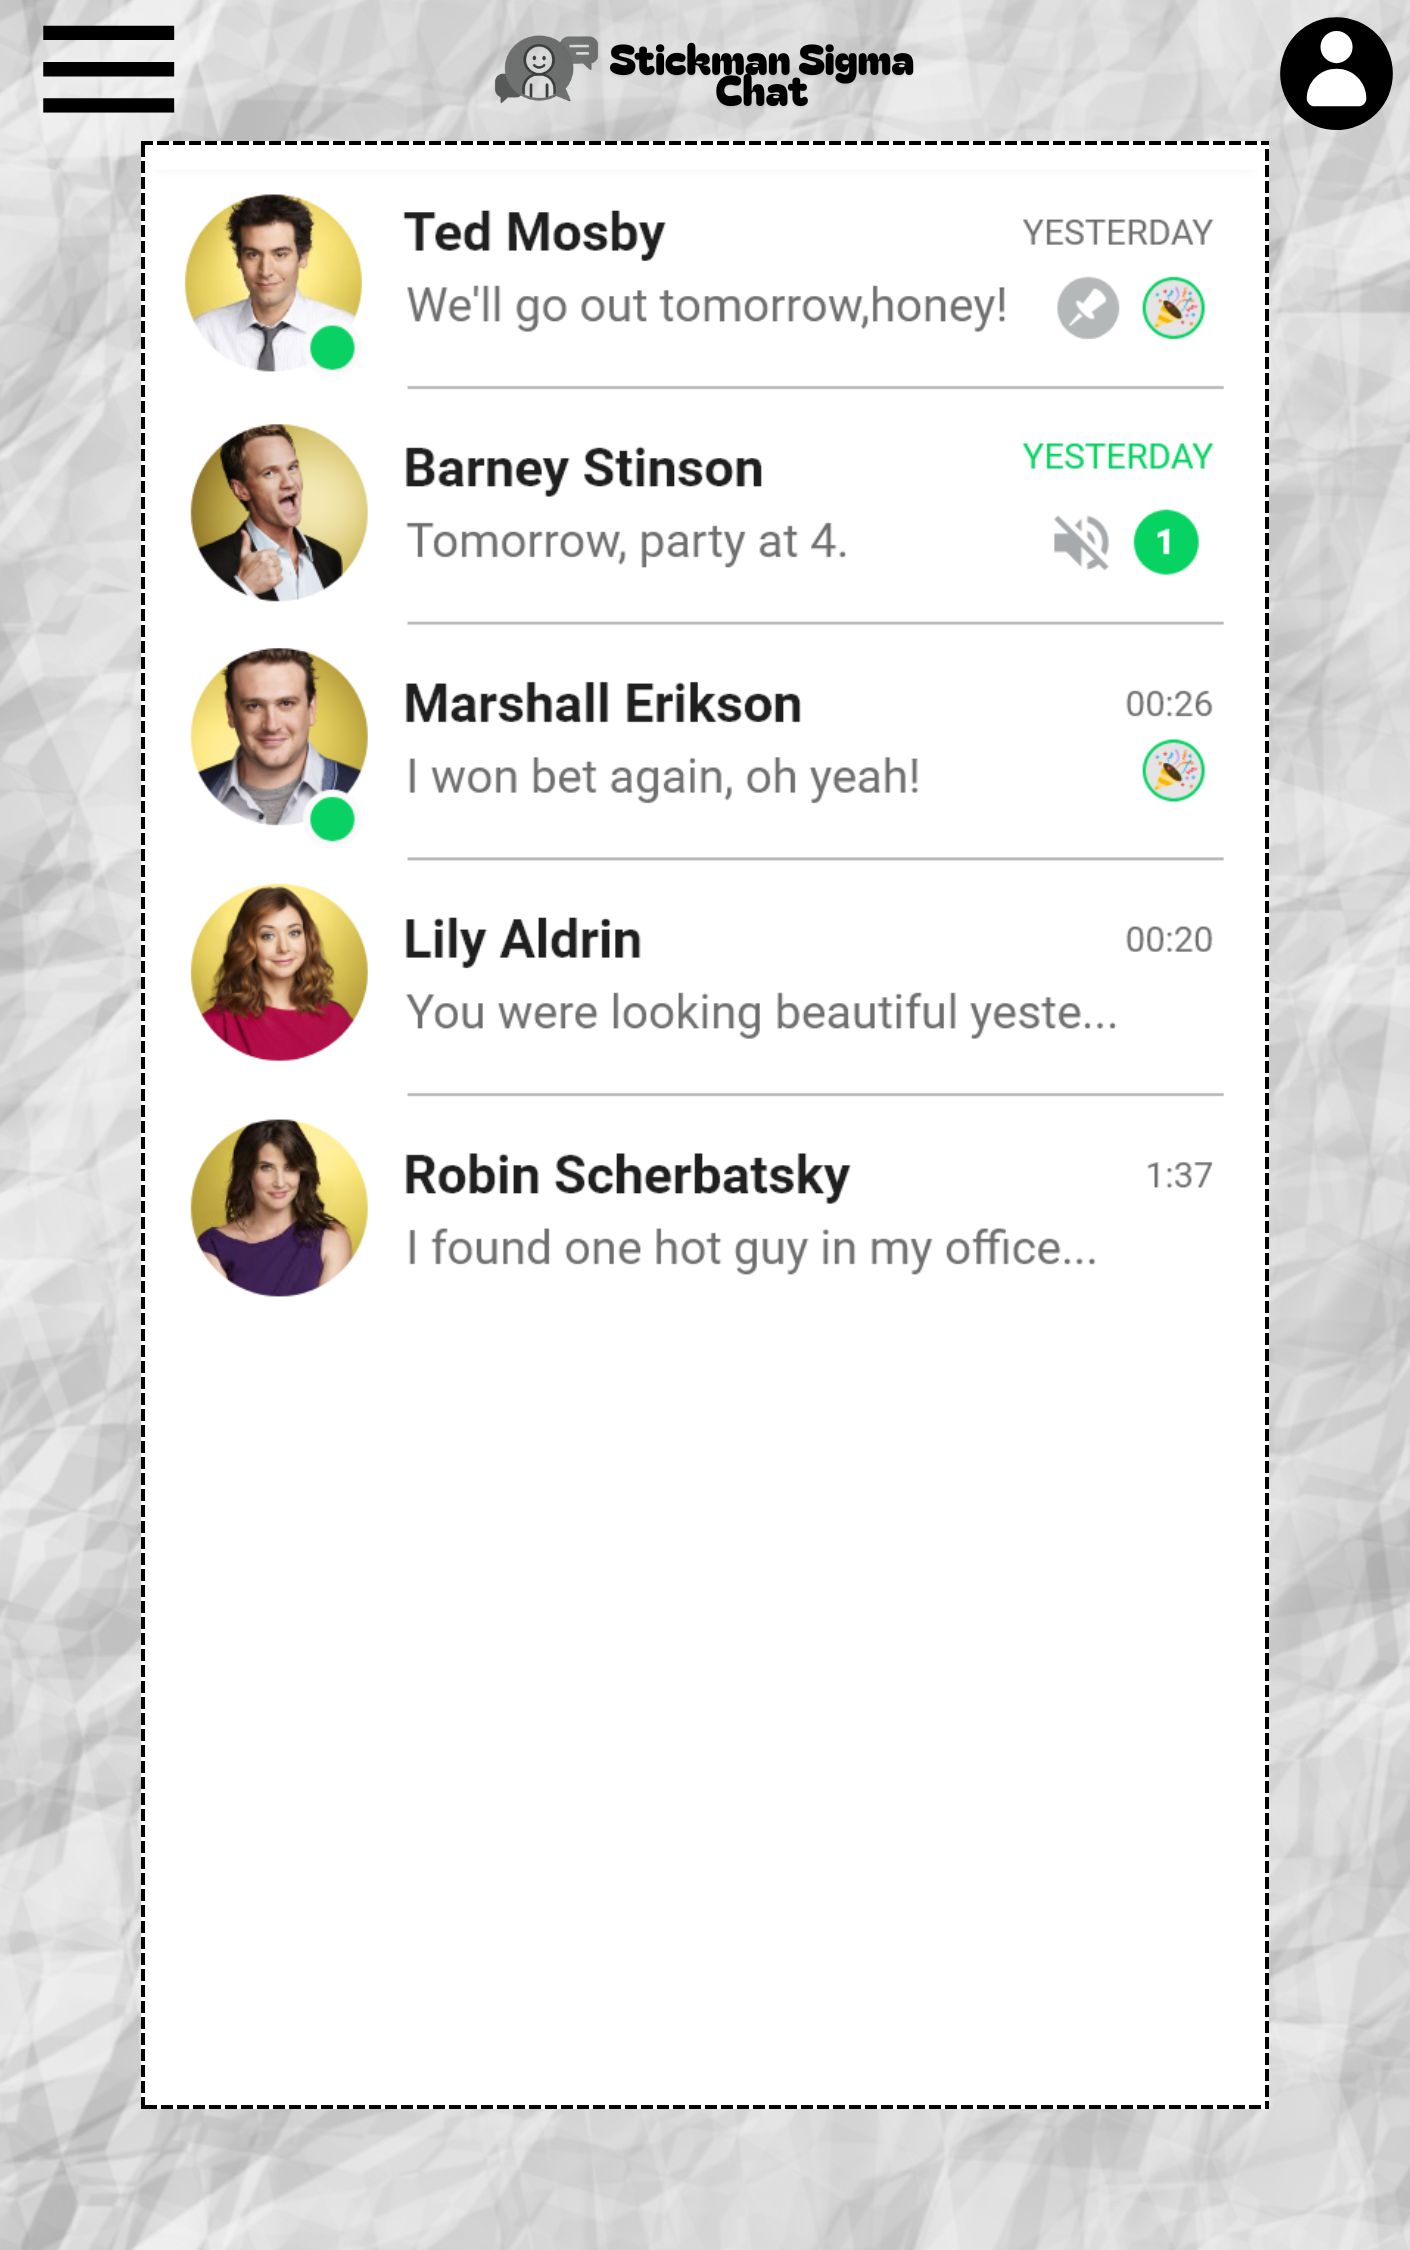 Stickman Sigma
Chat
Ted Mosby
YESTERDAY
We'll go out tomorrow,honey!
Barney Stinson
YESTERDAY
Tomorrow, party at 4.
1
Marshall Erikson
00:26
I won bet again, oh yeah!
Lily Aldrin
00:20
You were looking beautiful yeste...
Robin Scherbatsky
1:37
I found one hot guy in my office...